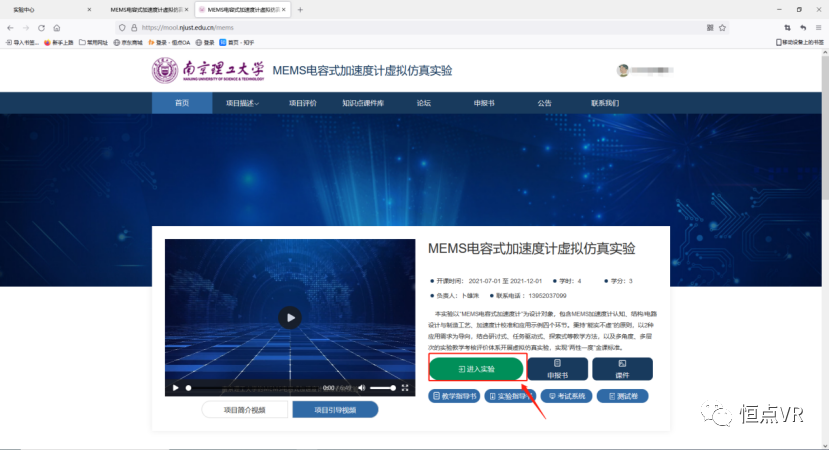 实验中心
MEMS电容式加速度计虚拟仿真
MEMS电容式加速度计虚拟仿真
https://mool.njust.edu.cn/mems
导入书签... 新手上路 常用网址 京东商城 登录 - 恒点OA 登录 首页 - 知乎 移动设备上的书签
南京理工大学
NANJING UNIVERSITY OF SCIENCE & TECHNOLOGY
MEMS电容式加速度计虚拟仿真实验
首页 项目描述 项目评价 知识点课件库 论坛 申报书 公告 联系我们
MEMS电容式加速度计虚拟仿真实验
开课时间: 2021-07-01 至 2021-12-01 学时: 4 学分: 3
负责人: 卜雄洙 联系电话: 13952037099
本实验以"MEMS电容式加速度计"为设计对象, 包含MEMS加速度计认知、结构/电路
设计与制造工艺、加速度计校准和应用示例四个环节。秉持"能实不虚"的原则, 以2种
应用需求为导向, 结合研讨式、任务驱动式、探索式等教学方法, 以及多角度、多层
次的实验教学考核评价体系开展虚拟仿真实验, 实现"两性一度"金课标准。
进入实验 申报书 课件
教学指导书 实验指导书 考试系统 测试卷
0:00 /
项目简介视频 项目引导视频
恒点VR